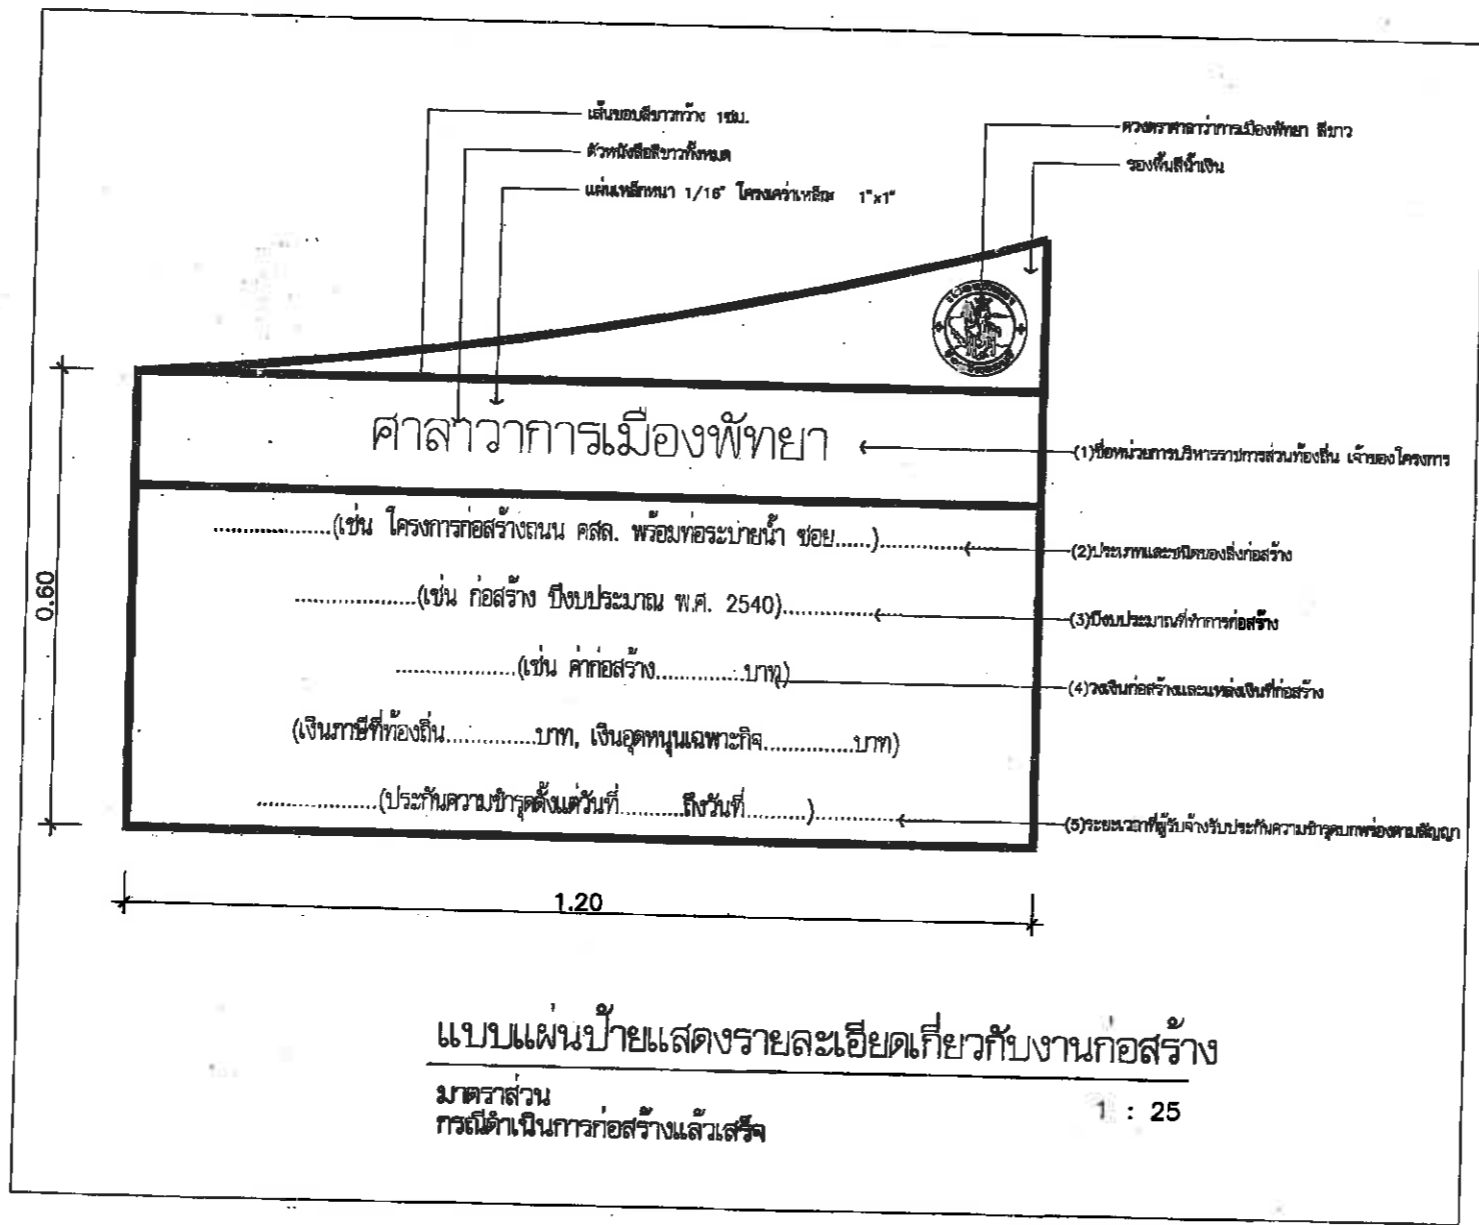 เส้นขอบสีขาวกว้าง 1ซม.
ตัวหนังสือสีขาวทั้งหมด
แผ่นเหล็กหนา 1/16" โครงเคร่าเหล็ก 1"x1"
ดวงตราศาลาว่าการเมืองพัทยา สีขาว
รองพื้นสีน้ำเงิน
ศาลาว่าการเมืองพัทยา
(1)ชื่อหน่วยการบริหารราชการส่วนท้องถิ่น เจ้าของโครงการ
..................(เช่น โครงการก่อสร้างถนน คสล. พร้อมท่อระบายน้ำ ซอย......)..................
(2)ประเภทและชนิดของสิ่งก่อสร้าง
..................(เช่น ก่อสร้าง ปีงบประมาณ พ.ศ. 2540)..............
(3)ปีงบประมาณที่ทำการก่อสร้าง
..................(เช่น ค่าก่อสร้าง.............บาท)
(4)วงเงินก่อสร้างและแหล่งเงินที่ก่อสร้าง
(เงินภาษีที่ท้องถิ่น..............บาท, เงินอุดหนุนเฉพาะกิจ..............บาท)
..................(ประกันความชำรุดตั้งแต่วันที่..........ถึงวันที่.........)..............
(5)ระยะเวลาที่ผู้รับจ้างรับประกันความชำรุดบกพร่องตามสัญญา
0.60
1.20
แบบแผ่นป้ายแสดงรายละเอียดเกี่ยวกับงานก่อสร้าง
มาตราส่วน 1 : 25
กรณีดำเนินการก่อสร้างแล้วเสร็จ